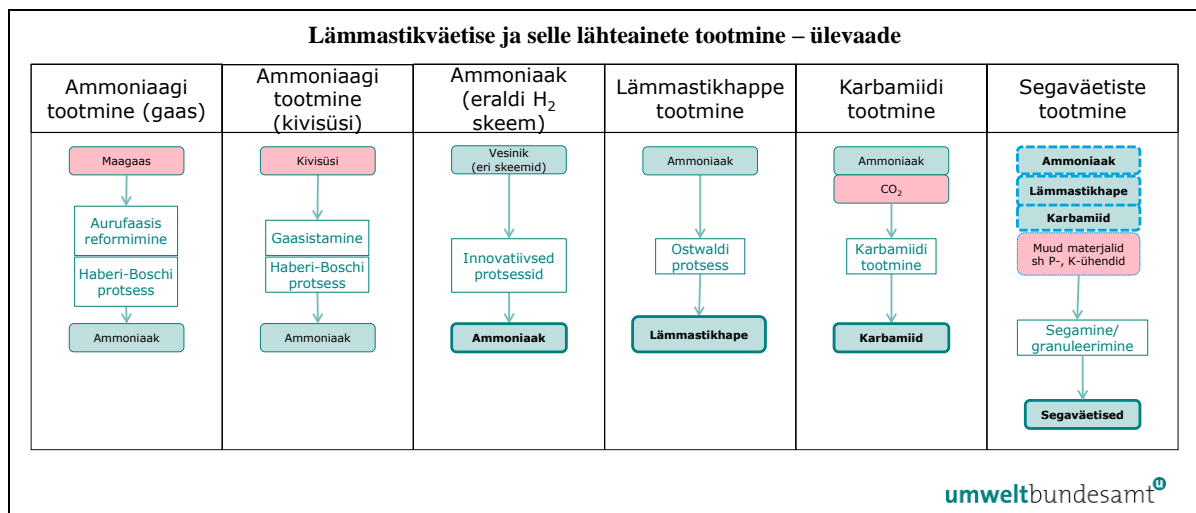 Lämmastikväetise ja selle lähteainete tootmine – ülevaade
Ammoniaagi
tootmine (gaas)
Maagaas
Aurufaasis
reformimine
Haberi-Boschi
protsess
Ammoniaak
Ammoniaagi
tootmine
(kivisüsi)
Kivisüsi
Gaasistamine
Haberi-Boschi
protsess
Ammoniaak
Ammoniaak
(eraldi H₂
skeem)
Vesinik
(eri skeemid)
Innovatiivsed
protsessid
Ammoniaak
Lämmastikhappe
tootmine
Ammoniaak
Ostwaldi
protsess
Lämmastikhape
Karbamiidi
tootmine
Ammoniaak
CO₂
Karbamiidi
tootmine
Karbamiid
Segaväetiste
tootmine
Ammoniaak
Lämmastikhape
Karbamiid
Muud materjalid
sh P-, K-ühendid
Segamine/
granuleerimine
Segaväetised
umweltbundesamt